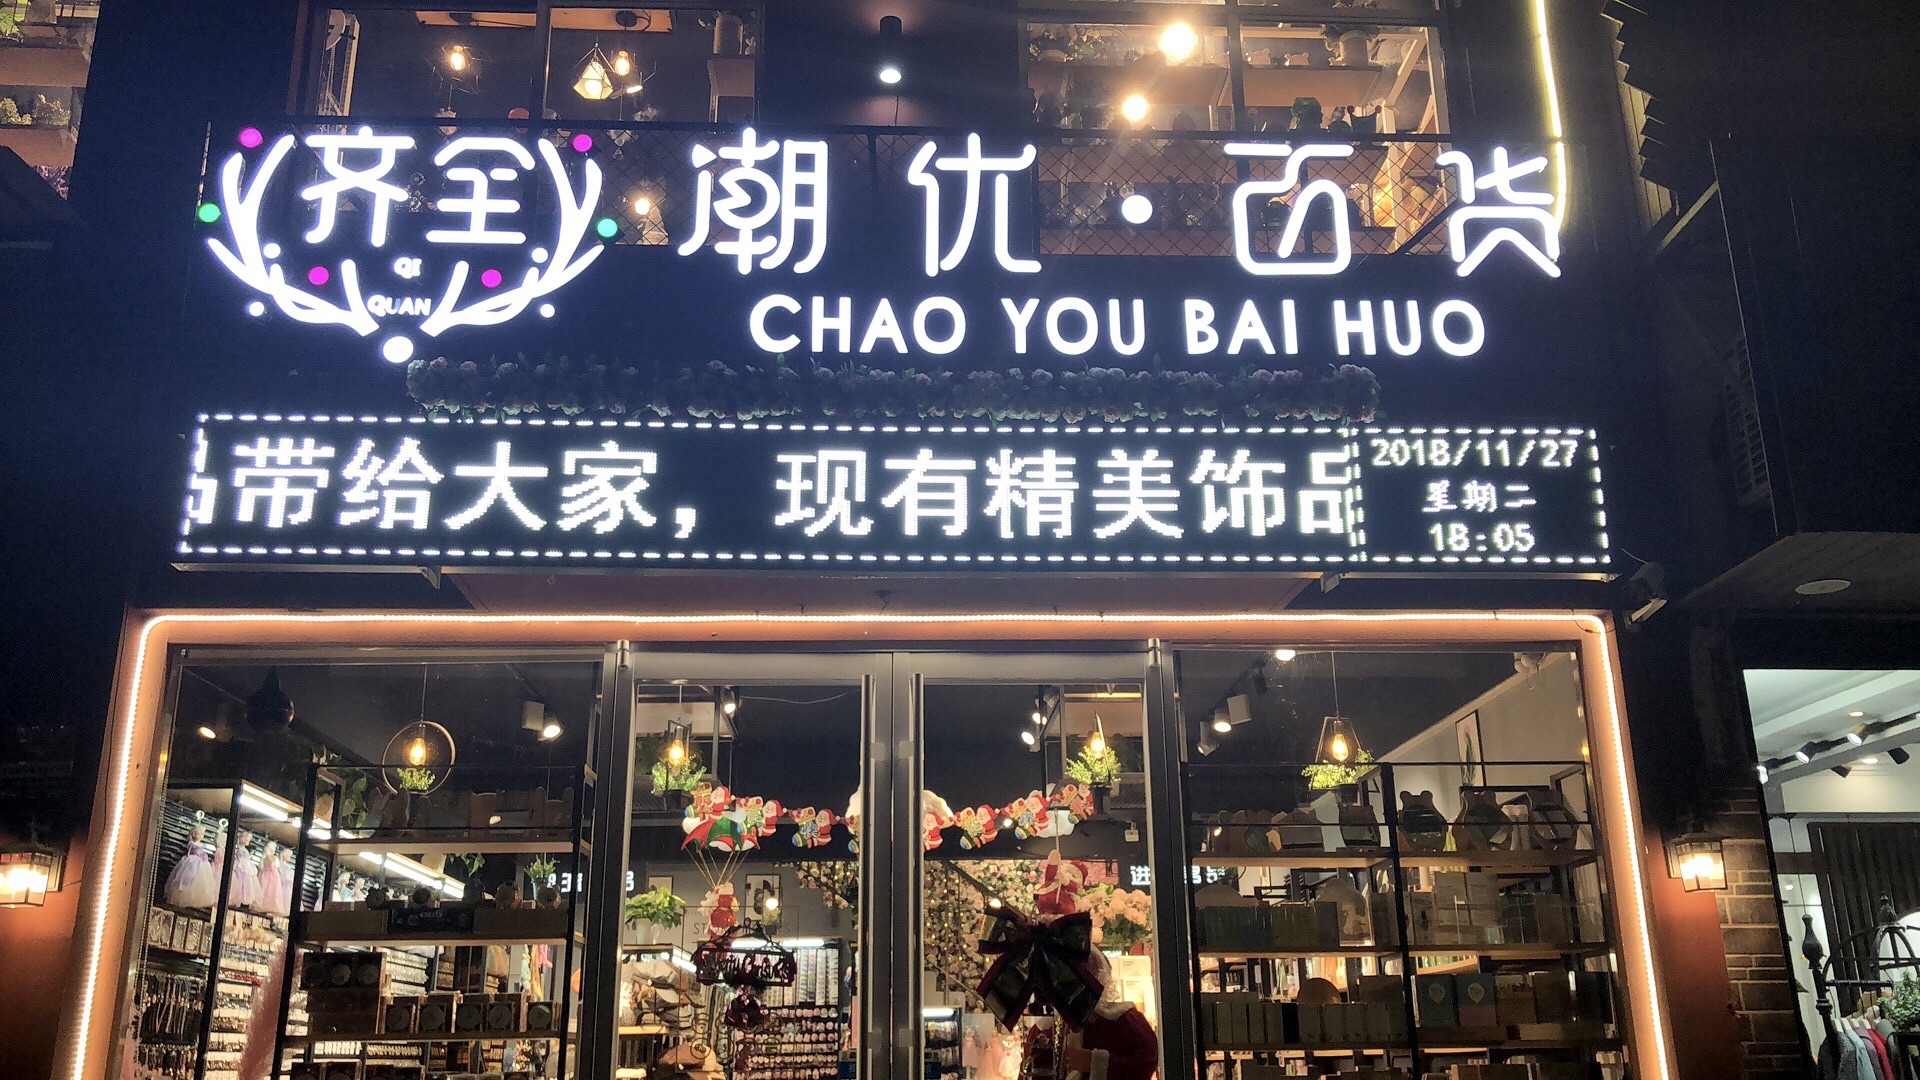 齐全
QI
QUAN
潮优·百货
CHAO YOU BAI HUO
带给大家，现有精美饰品
2018/11/27
星期二
18:05